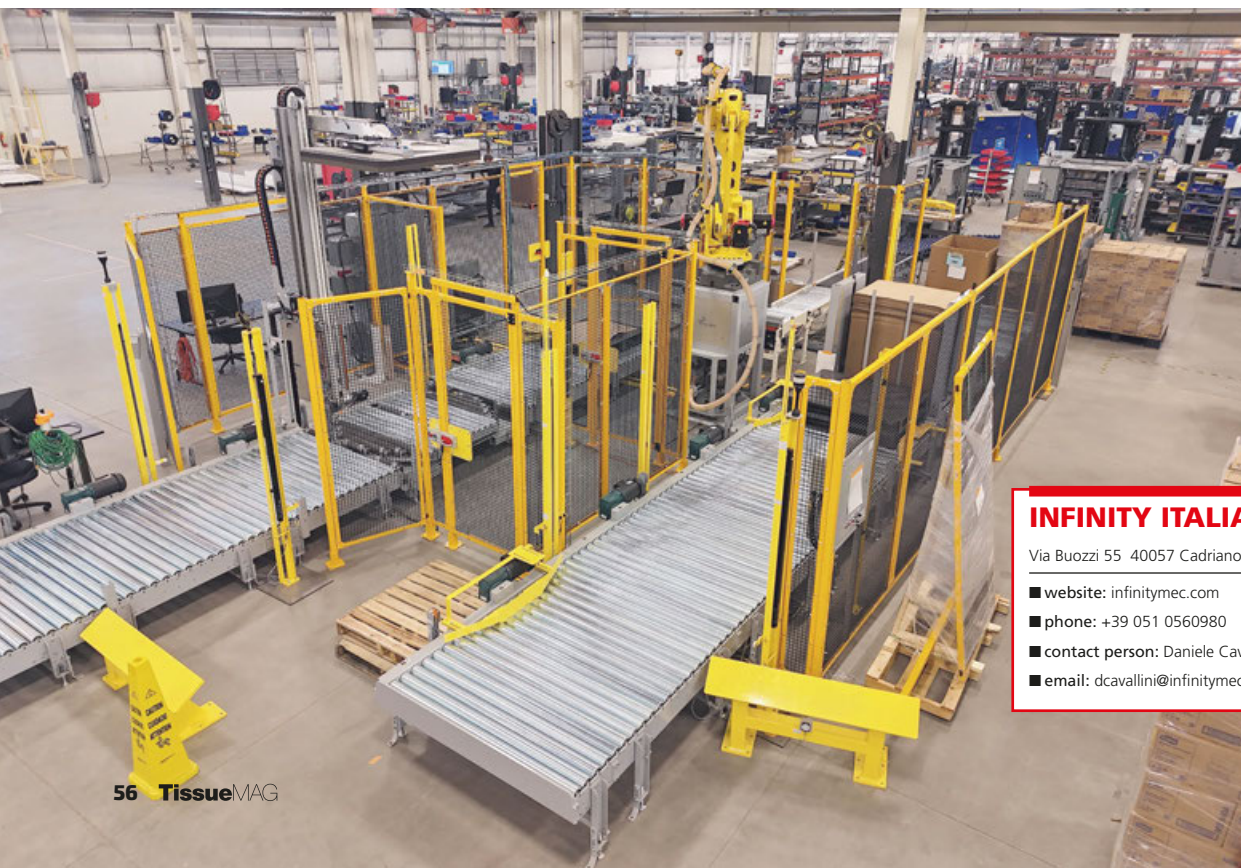 INFINITY ITALIA
Via Buozzi 55 40057 Cadriano
■ website: infinitymec.com
■ phone: +39 051 0560980
■ contact person: Daniele Cav
■ email: dcavallini@infinitymec
CAUTION
56 TissueMAG